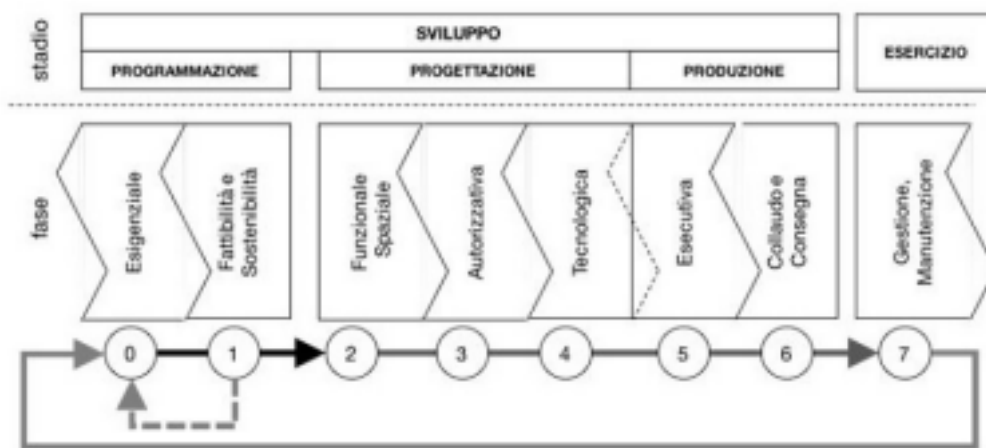 stadio
SVILUPPO
ESERCIZIO
PROGRAMMAZIONE
PROGETTAZIONE
PRODUZIONE
fase
Esigenziale
Fattibilità e
Sostenibilità
Funzionale
Spaziale
Autorizzativa
Tecnologica
Esecutiva
Collaudo e
Consegna
Gestione,
Manutenzione
0
1
2
3
4
5
6
7